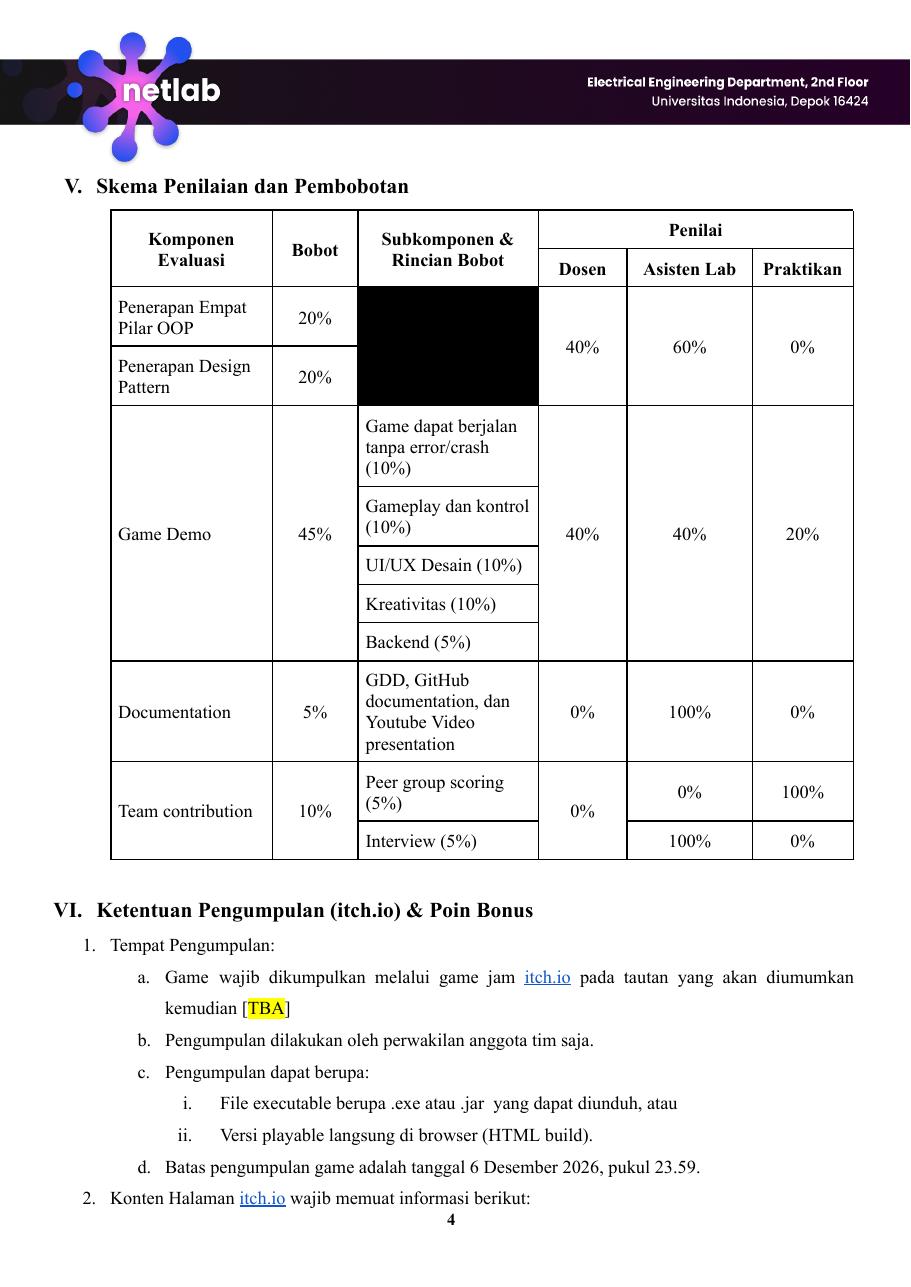 netlab
Electrical Engineering Department, 2nd Floor
Universitas Indonesia, Depok 16424
V. Skema Penilaian dan Pembobotan
Komponen
Evaluasi
Bobot
Subkomponen &
Rincian Bobot
Penilai
Dosen
Asisten Lab
Praktikan
Penerapan Empat
Pilar OOP
20%
Penerapan Design
Pattern
20%
40%
60%
0%
Game Demo
45%
Game dapat berjalan
tanpa error/crash
(10%)
Gameplay dan kontrol
(10%)
UI/UX Desain (10%)
Kreativitas (10%)
Backend (5%)
40%
40%
20%
Documentation
5%
GDD, GitHub
documentation, dan
Youtube Video
presentation
0%
100%
0%
Team contribution
10%
Peer group scoring
(5%)
0%
0%
100%
Interview (5%)
100%
0%
VI. Ketentuan Pengumpulan (itch.io) & Poin Bonus
1. Tempat Pengumpulan:
a. Game wajib dikumpulkan melalui game jam itch.io pada tautan yang akan diumumkan
kemudian [TBA]
b. Pengumpulan dilakukan oleh perwakilan anggota tim saja.
c. Pengumpulan dapat berupa:
i. File executable berupa .exe atau .jar yang dapat diunduh, atau
ii. Versi playable langsung di browser (HTML build).
d. Batas pengumpulan game adalah tanggal 6 Desember 2026, pukul 23.59.
2. Konten Halaman itch.io wajib memuat informasi berikut:
4